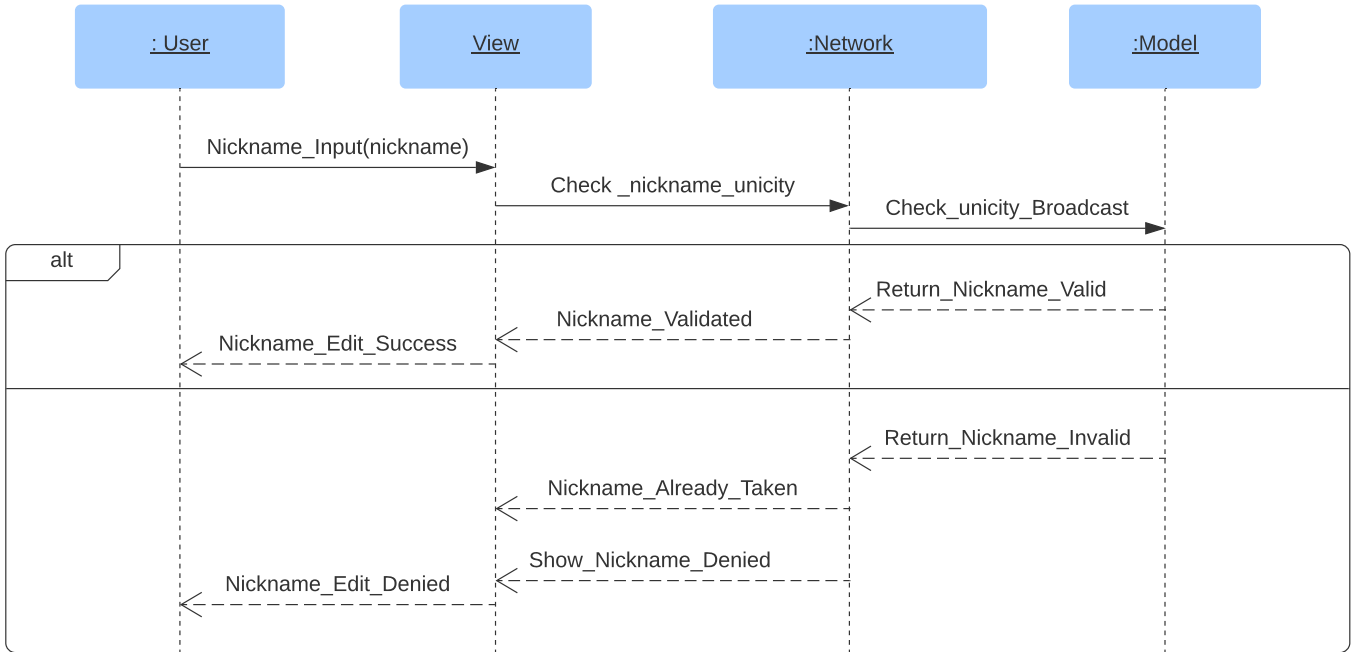 : User
View
:Network
:Model
Nickname_Input(nickname)
Check _nickname_unicity
Check_unicity_Broadcast
alt
Return_Nickname_Valid
Nickname_Validated
Nickname_Edit_Success
Return_Nickname_Invalid
Nickname_Already_Taken
Show_Nickname_Denied
Nickname_Edit_Denied